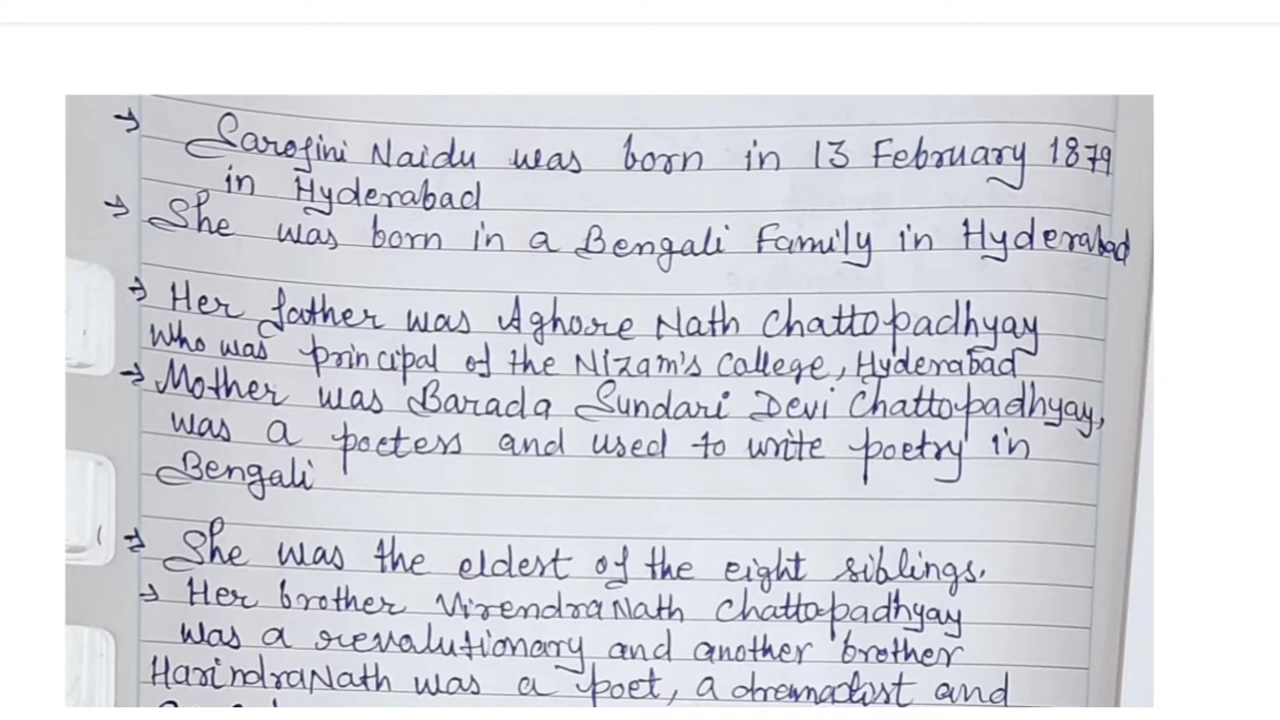 → Sarojini Naidu was born in 13 February 1879
in Hyderabad
→ She was born in a Bengali Family in Hyderabad
→ Her father was Aghore Nath Chattopadhyay
Who was principal of the Nizam's College, Hyderabad
→ Mother was Barada Sundari Devi Chattopadhyay,
was a poetess and used to write poetry in
Bengali
→ She was the eldest of the eight siblings.
→ Her brother Virendra Nath Chattopadhyay
was a revolutionary and another brother
Harindra Nath was a poet, a dramatist and